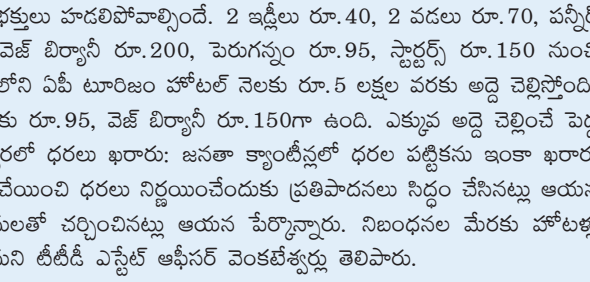 భక్తులు హడలిపోవాల్సిందే. 2 ఇడ్లీలు రూ.40, 2 వడలు రూ.70, పన్నీర్
వెజ్ బిర్యానీ రూ.200, పెరుగన్నం రూ.95, స్టార్టర్స్ రూ.150 నుంచి
లోని ఏపీ టూరిజం హోటల్ నెలకు రూ.5 లక్షల వరకు అద్దె చెల్లిస్తోంది
కు రూ.95, వెజ్ బిర్యానీ రూ.150గా ఉంది. ఎక్కువ అద్దె చెల్లించే పెద్ద
రలో ధరలు ఖరారు: జనతా క్యాంటీన్లలో ధరల పట్టికను ఇంకా ఖరారు
చేయించి ధరలు నిర్ణయించేందుకు ప్రతిపాదనలు సిద్ధం చేసినట్లు ఆయన
లతో చర్చించినట్లు ఆయన పేర్కొన్నారు. నిబంధనల మేరకు హోటళ్ల
ని టీటీడీ ఎస్టేట్ ఆఫీసర్ వెంకటేశ్వర్లు తెలిపారు.